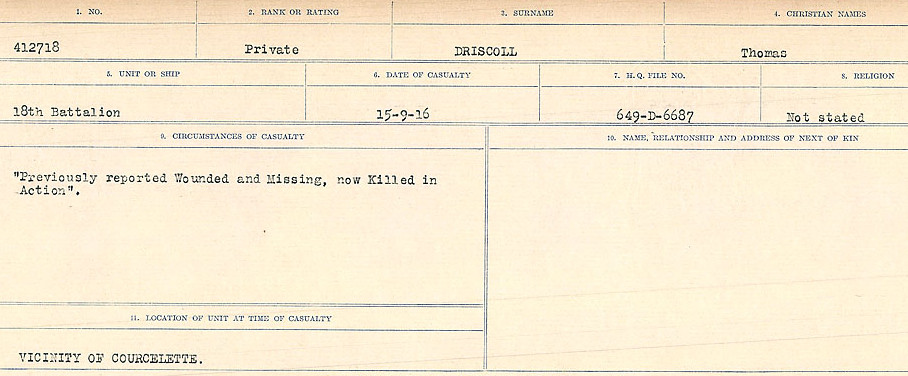 1. NO. 2. RANK OR RATING 3. SURNAME 4. CHRISTIAN NAMES
412718 Private DRISCOLL Thomas
5. UNIT OR SHIP 6. DATE OF CASUALTY 7. H. Q. FILE NO. 8. RELIGION
18th Battalion 15-9-16 649-D-6687 Not stated
9. CIRCUMSTANCES OF CASUALTY 10. NAME, RELATIONSHIP AND ADDRESS OF NEXT OF KIN
"Previously reported Wounded and Missing, now Killed in
Action".
11. LOCATION OF UNIT AT TIME OF CASUALTY
VICINITY OF COURCELETTE.